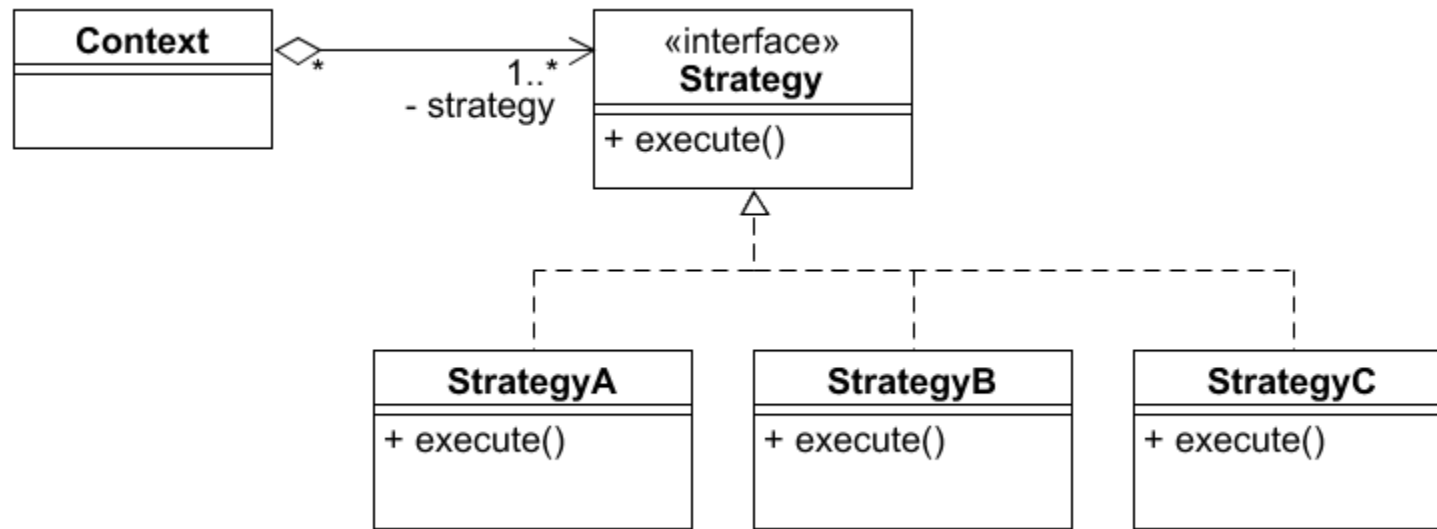 Context
*
1..*
- strategy
«interface»
Strategy
+ execute()
StrategyA
+ execute()
StrategyB
+ execute()
StrategyC
+ execute()